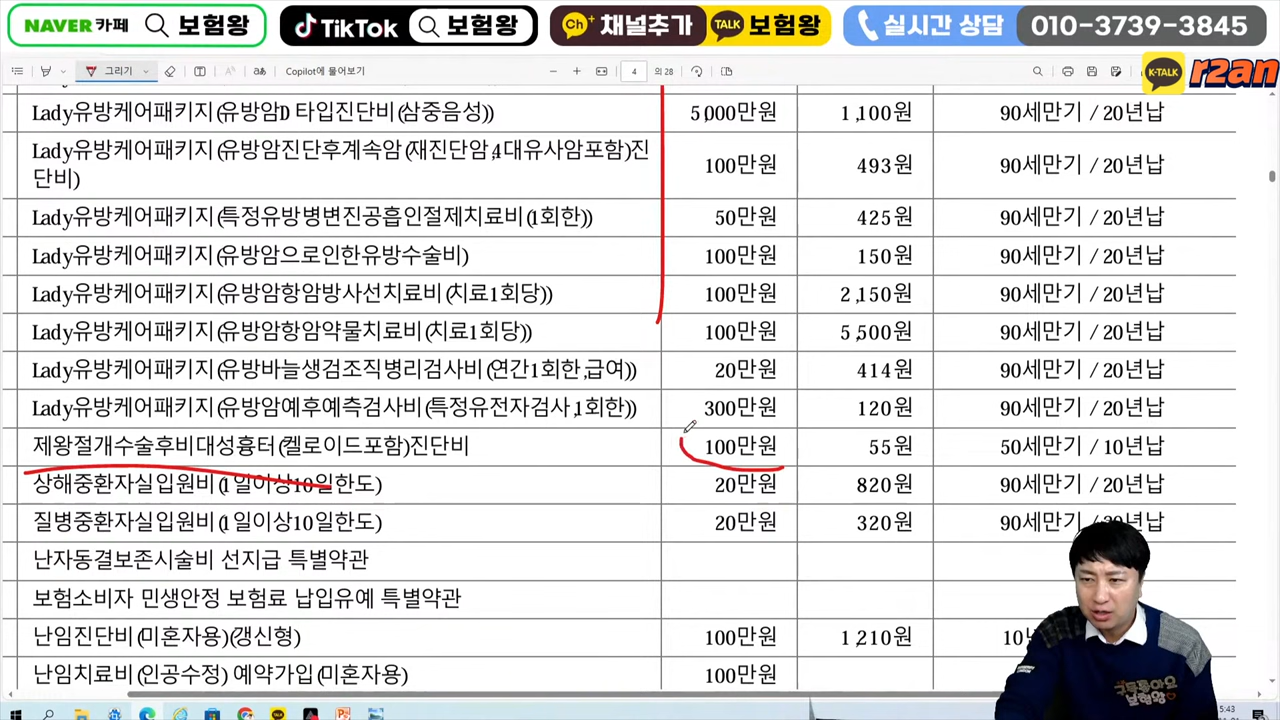 NAVER 카페 보험왕 TikTok 보험왕 Ch+ 채널추가 TALK 보험왕 실시간 상담 010-3739-3845
그리기 Copilot에 물어보기 4 의 28
K-TALK r2an
Lady유방케어패키지(유방암D 타입진단비(삼중음성)) 5,000만원 1,100원 90세만기 / 20년납
Lady유방케어패키지(유방암진단후계속암(재진단암,4대유사암포함)진
단비) 100만원 493원 90세만기 / 20년납
Lady유방케어패키지(특정유방병변진공흡인절제치료비(1회한)) 50만원 425원 90세만기 / 20년납
Lady유방케어패키지(유방암으로인한유방수술비) 100만원 150원 90세만기 / 20년납
Lady유방케어패키지(유방암항암방사선치료비(치료1회당)) 100만원 2,150원 90세만기 / 20년납
Lady유방케어패키지(유방암항암약물치료비(치료1회당)) 100만원 5,500원 90세만기 / 20년납
Lady유방케어패키지(유방바늘생검조직병리검사비(연간1회한,급여)) 20만원 414원 90세만기 / 20년납
Lady유방케어패키지(유방암예후예측검사비(특정유전자검사,1회한)) 300만원 120원 90세만기 / 20년납
제왕절개수술후비대성흉터(켈로이드포함)진단비 100만원 55원 50세만기 / 10년납
상해중환자실입원비(1일이상10일한도) 20만원 820원 90세만기 / 20년납
질병중환자실입원비(1일이상10일한도) 20만원 320원 90세만기 / 20년납
난자동결보존시술비 선지급 특별약관
보험소비자 민생안정 보험료 납입유예 특별약관
난임진단비(미혼자용)(갱신형) 100만원 1,210원 10년
난임치료비(인공수정) 예약가입(미혼자용) 100만원
구독좋아요
보험왕
5:43